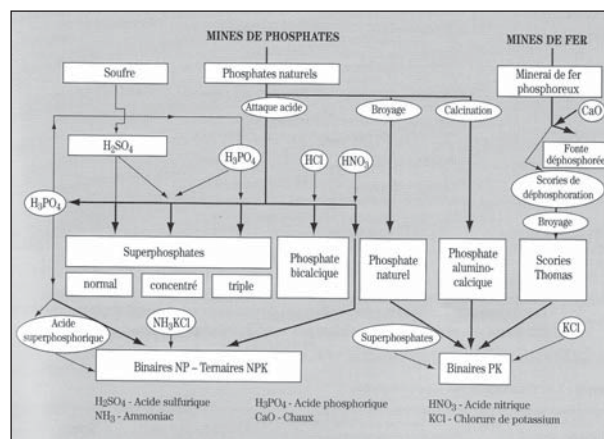 MINES DE PHOSPHATES
MINES DE FER
Soufre
Phosphates naturels
Minerai de fer
phosphoreux
Attaque acide
Broyage
Calcination
CaO
H₂SO₄
H₃PO₄
HCl
HNO₃
Fonte
déphosphorée
Scories de
déphosphoration
H₃PO₄
Broyage
Superphosphates
normal
concentré
triple
Phosphate
bicalcique
Phosphate
naturel
Phosphate
alumino-
calcique
Scories
Thomas
Acide
superphosphorique
NH₃KCl
Superphosphates
KCl
Binaires NP – Ternaires NPK
Binaires PK
H₂SO₄ - Acide sulfurique
H₃PO₄ - Acide phosphorique
HNO₃ - Acide nitrique
NH₃ - Ammoniac
CaO - Chaux
KCl - Chlorure de potassium